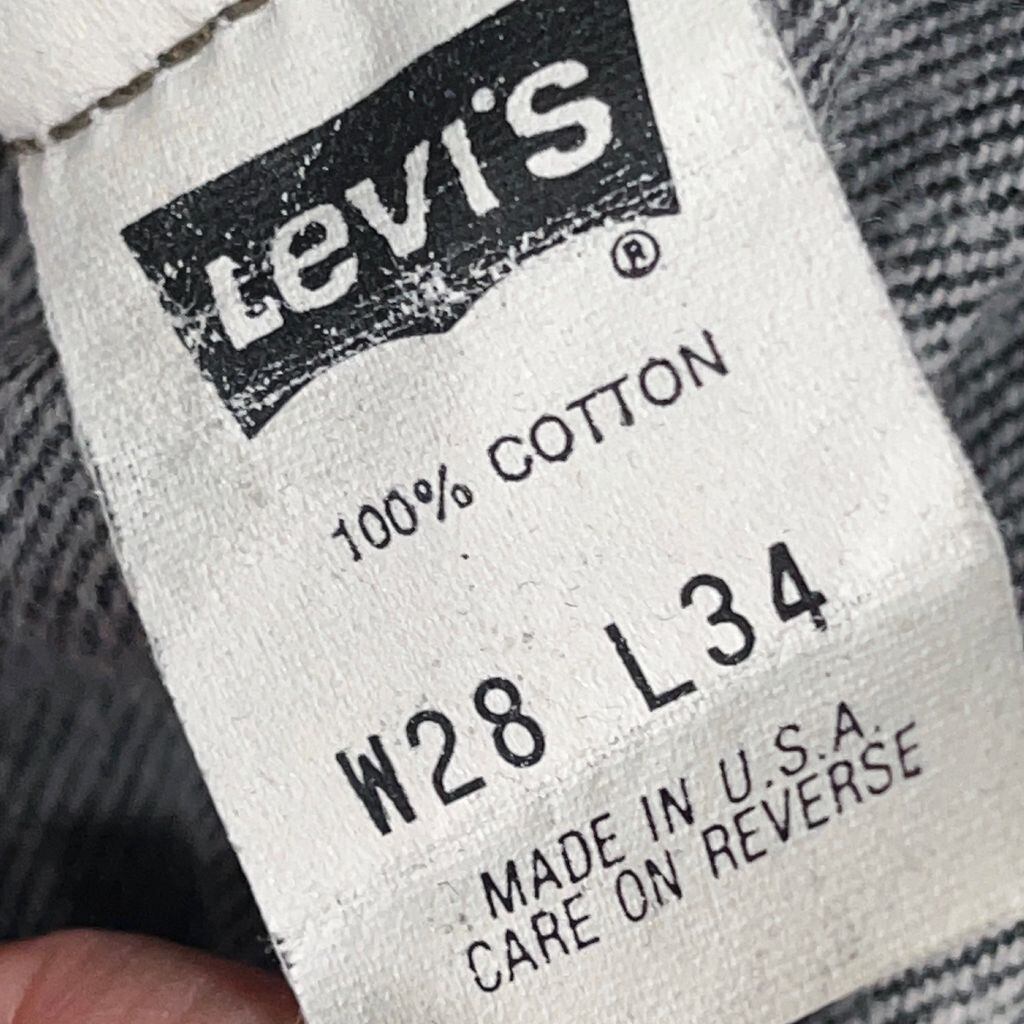 Levi's
®
100% COTTON
W28 L34
MADE IN U.S.A.
CARE ON REVERSE